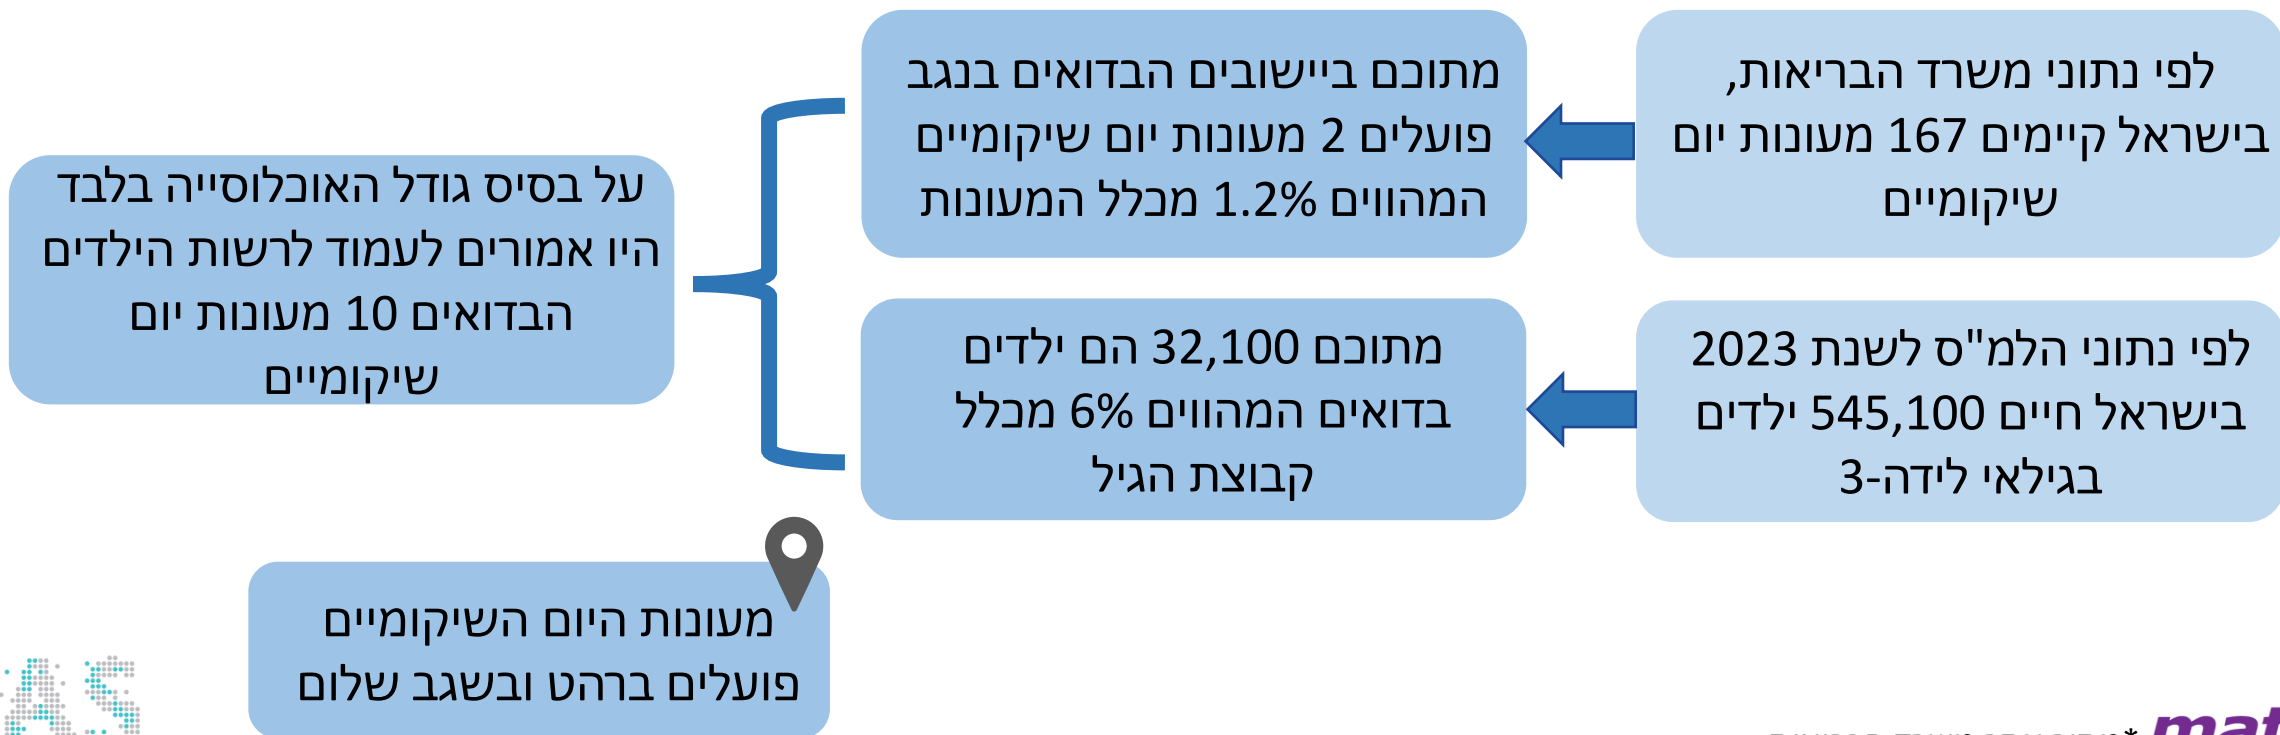 לפי נתוני משרד הבריאות,
בישראל קיימים 167 מעונות יום
שיקומיים
מתוכם ביישובים הבדואים בנגב
פועלים 2 מעונות יום שיקומיים
המהווים 1.2% מכלל המעונות
לפי נתוני הלמ"ס לשנת 2023
בישראל חיים 545,100 ילדים
בגילאי לידה-3
מתוכם 32,100 הם ילדים
בדואים המהווים 6% מכלל
קבוצת הגיל
על בסיס גודל האוכלוסייה בלבד
היו אמורים לעמוד לרשות הילדים
הבדואים 10 מעונות יום
שיקומיים
מעונות היום השיקומיים
פועלים ברהט ובשגב שלום
AS
mat